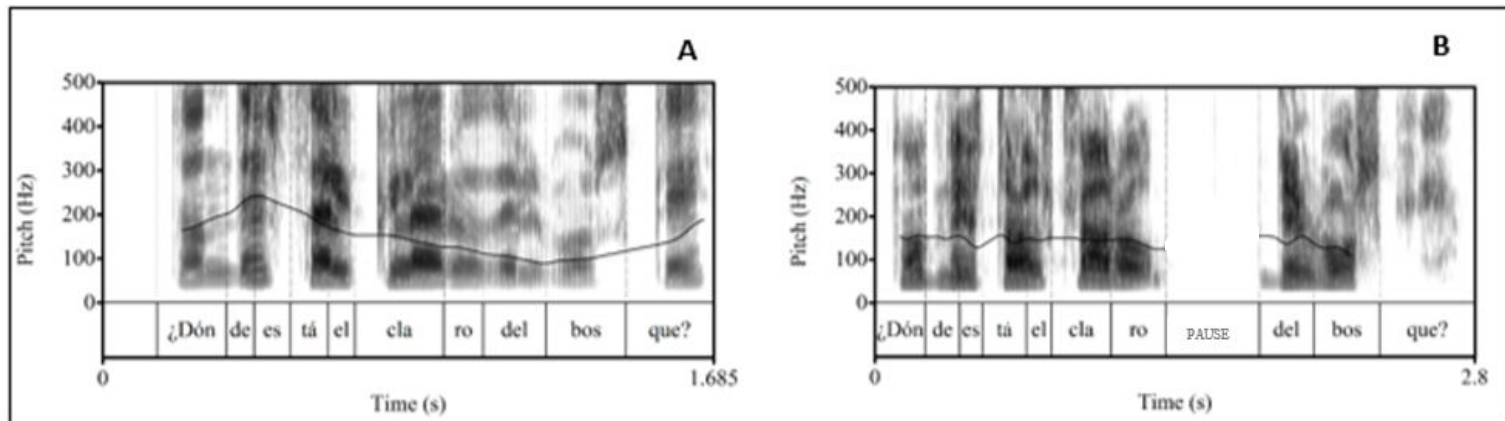 A
500
400
300
200
100
0
Pitch (Hz)
¿Dón de es tá el cla ro del bos que?
0 1.685
Time (s)
B
500
400
300
200
100
0
Pitch (Hz)
¿Dón de es tá el cla ro PAUSE del bos que?
0 2.8
Time (s)